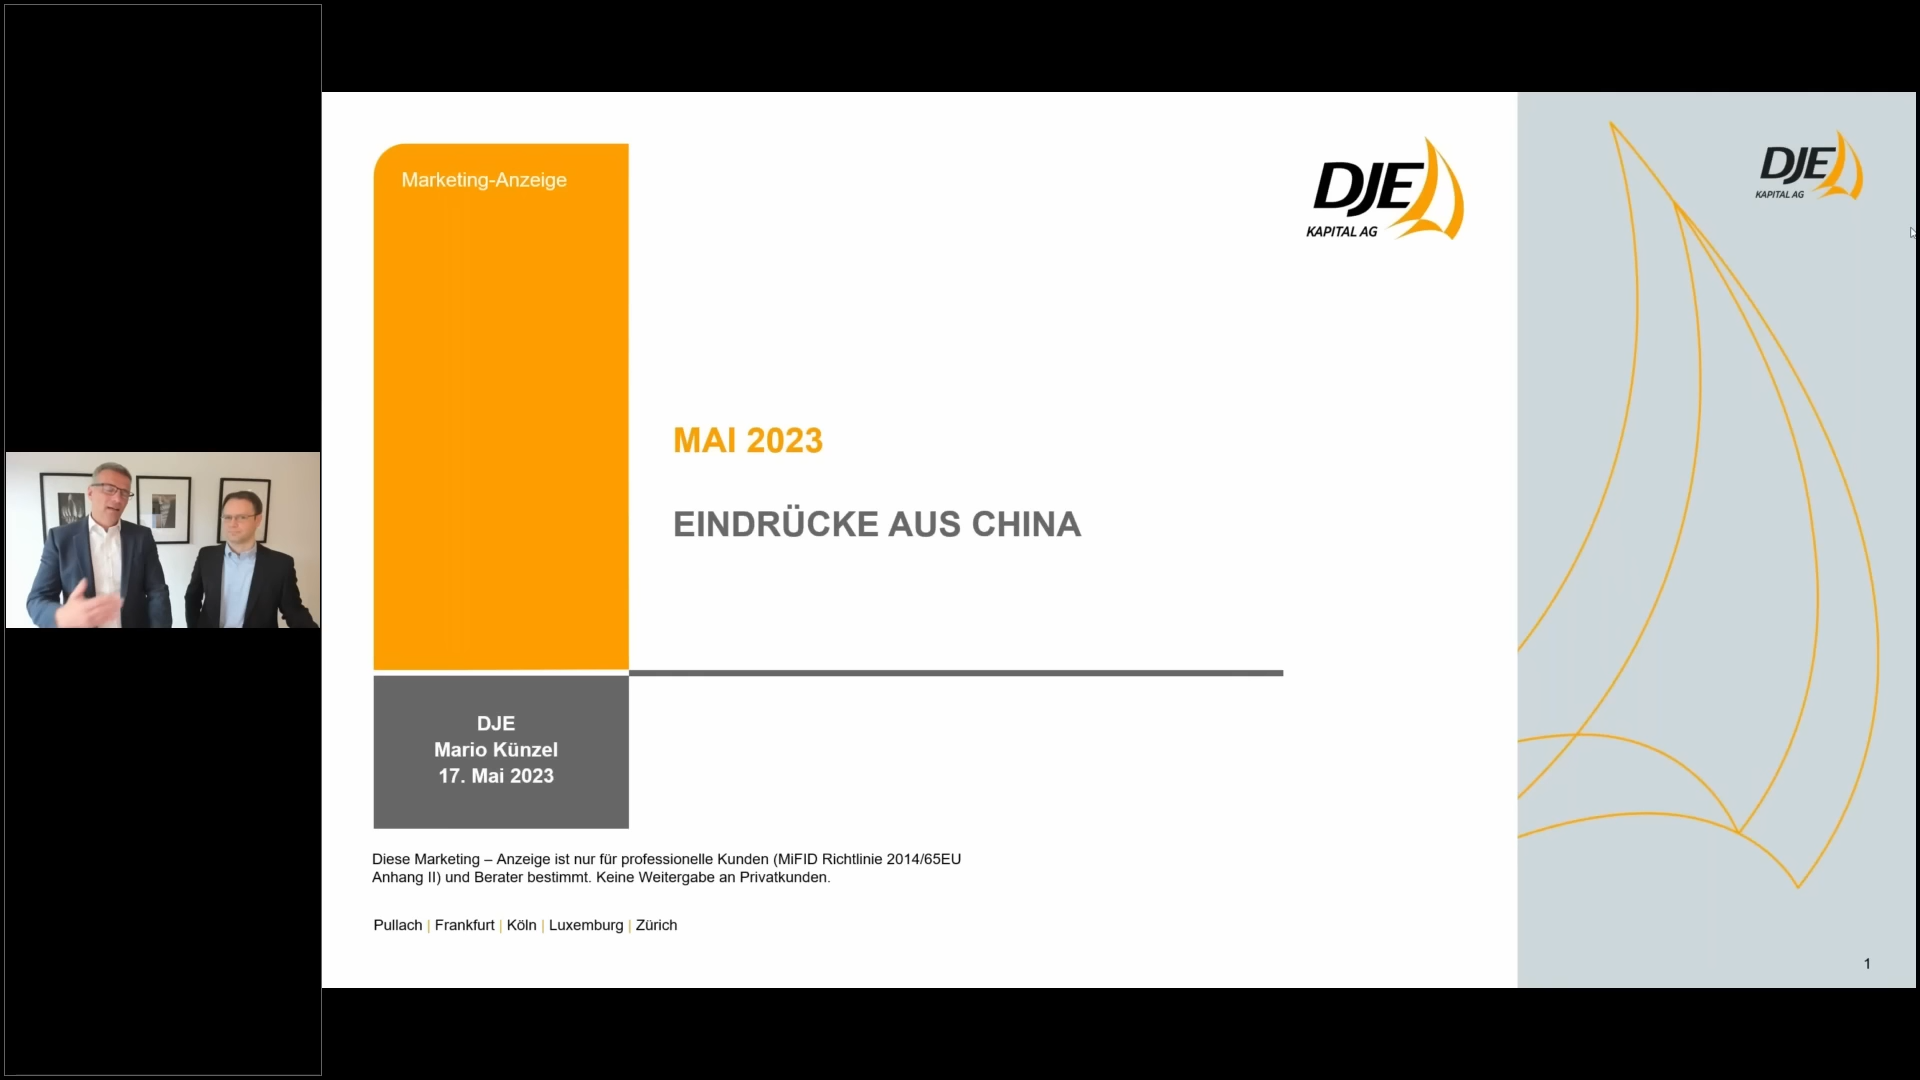 Marketing-Anzeige
DJE
KAPITAL AG
DJE
KAPITAL AG
MAI 2023
EINDRÜCKE AUS CHINA
DJE
Mario Künzel
17. Mai 2023
Diese Marketing – Anzeige ist nur für professionelle Kunden (MiFID Richtlinie 2014/65EU
Anhang II) und Berater bestimmt. Keine Weitergabe an Privatkunden.
Pullach | Frankfurt | Köln | Luxemburg | Zürich
1